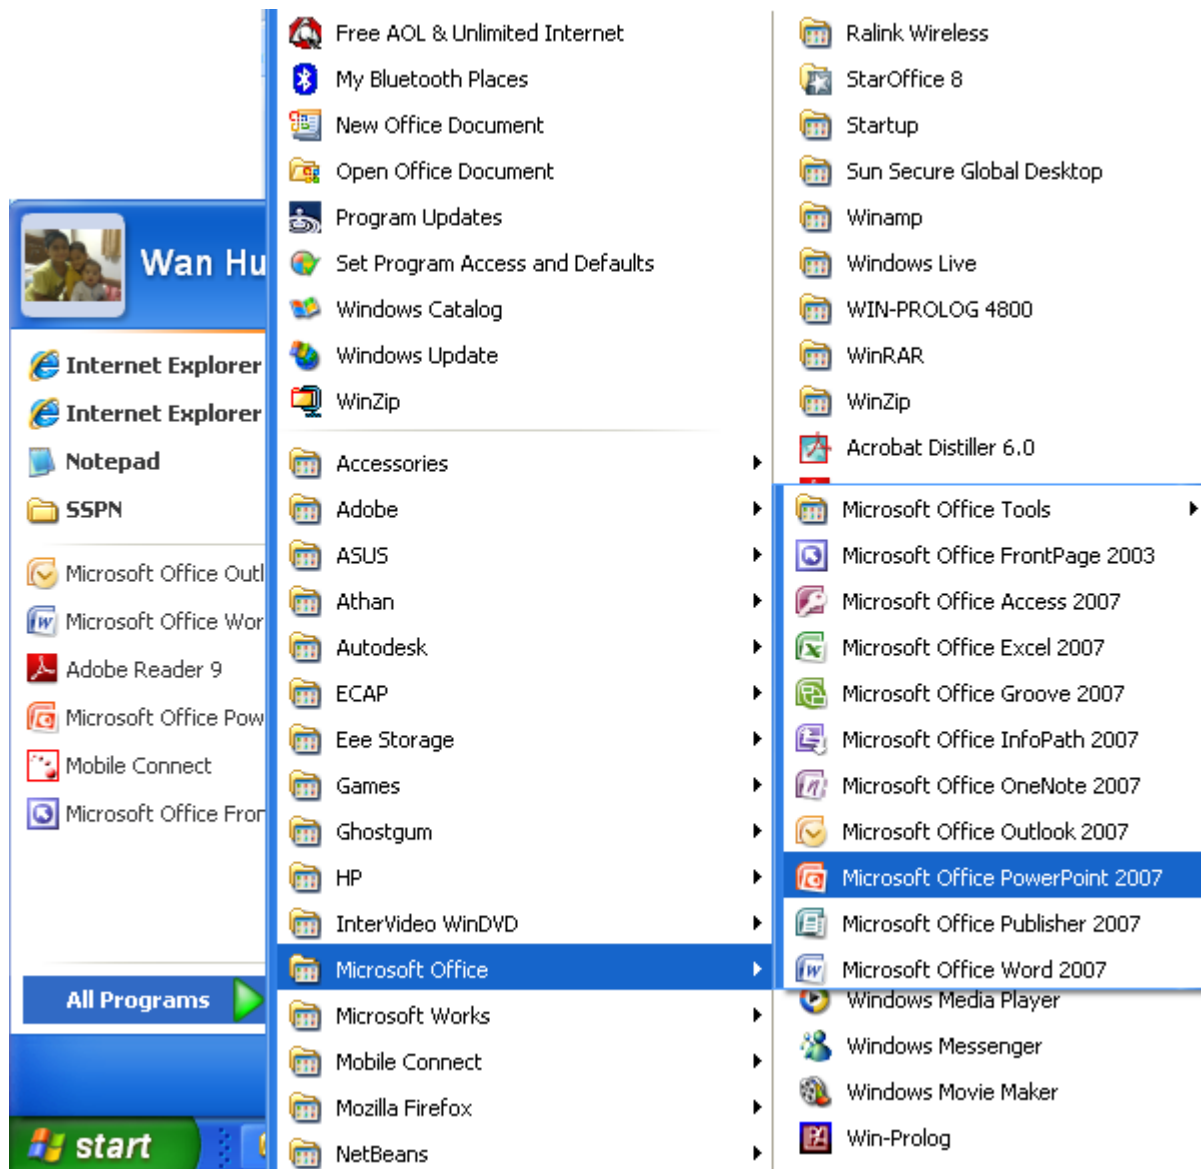 Wan Hu
Internet Explorer
Internet Explorer
Notepad
SSPN
Microsoft Office Outl
Microsoft Office Wor
Adobe Reader 9
Microsoft Office Pow
Mobile Connect
Microsoft Office Fron
All Programs
start
Free AOL & Unlimited Internet
My Bluetooth Places
New Office Document
Open Office Document
Program Updates
Set Program Access and Defaults
Windows Catalog
Windows Update
WinZip
Accessories
Adobe
ASUS
Athan
Autodesk
ECAP
Eee Storage
Games
Ghostgum
HP
InterVideo WinDVD
Microsoft Office
Microsoft Works
Mobile Connect
Mozilla Firefox
NetBeans
Ralink Wireless
StarOffice 8
Startup
Sun Secure Global Desktop
Winamp
Windows Live
WIN-PROLOG 4800
WinRAR
WinZip
Acrobat Distiller 6.0
Microsoft Office Tools
Microsoft Office FrontPage 2003
Microsoft Office Access 2007
Microsoft Office Excel 2007
Microsoft Office Groove 2007
Microsoft Office InfoPath 2007
Microsoft Office OneNote 2007
Microsoft Office Outlook 2007
Microsoft Office PowerPoint 2007
Microsoft Office Publisher 2007
Microsoft Office Word 2007
Windows Media Player
Windows Messenger
Windows Movie Maker
Win-Prolog